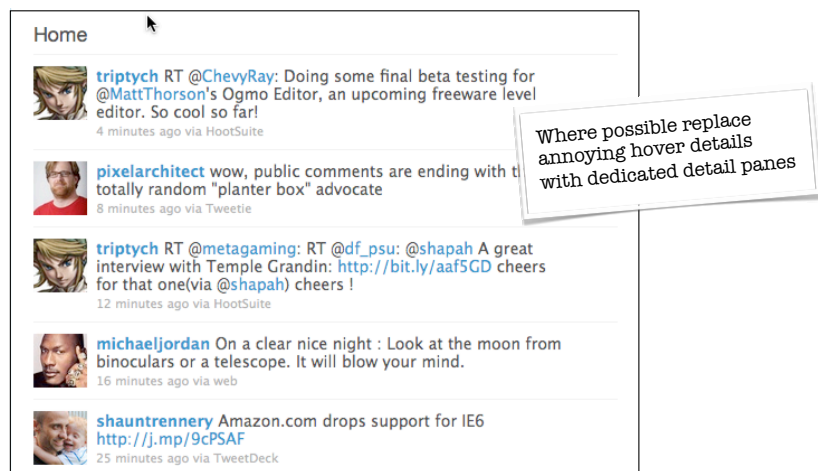 Home
triptych RT @ChevyRay: Doing some final beta testing for
@MattThorson's Ogmo Editor, an upcoming freeware level
editor. So cool so far!
4 minutes ago via HootSuite
pixelarchitect wow, public comments are ending with
totally random "planter box" advocate
8 minutes ago via Tweetie
triptych RT @metagaming: RT @df_psu: @shapah A great
interview with Temple Grandin: http://bit.ly/aaf5GD cheers
for that one(via @shapah) cheers !
12 minutes ago via HootSuite
michaeljordan On a clear nice night : Look at the moon from
binoculars or a telescope. It will blow your mind.
16 minutes ago via web
shauntrennery Amazon.com drops support for IE6
http://j.mp/9cPSAF
25 minutes ago via TweetDeck
Where possible replace
annoying hover details
with dedicated detail panes